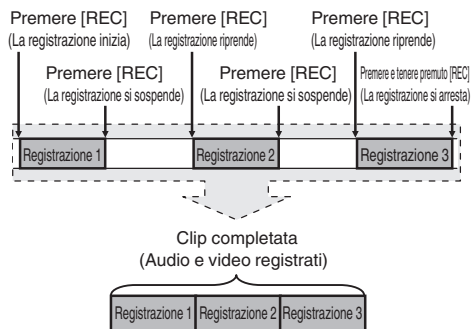 Premere [REC]
(La registrazione inizia)
Premere [REC]
(La registrazione riprende)
Premere [REC]
(La registrazione riprende)
Premere [REC]
(La registrazione si sospende)
Premere [REC]
(La registrazione si sospende)
Premere e tenere premuto [REC]
(La registrazione si arresta)
Registrazione 1
Registrazione 2
Registrazione 3
Clip completata
(Audio e video registrati)
Registrazione 1
Registrazione 2
Registrazione 3